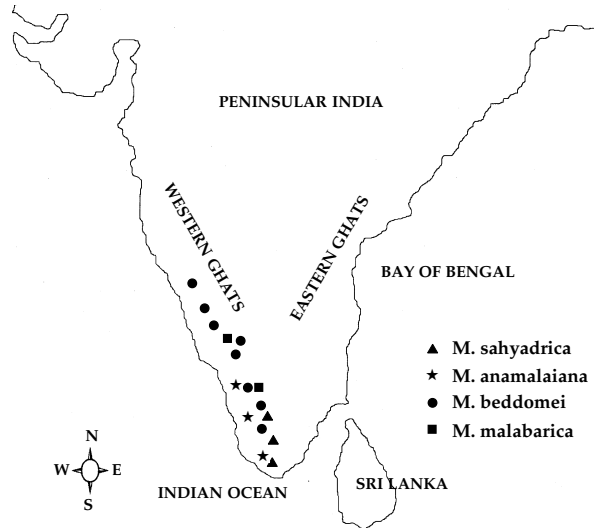 PENINSULAR INDIA
WESTERN GHATS
EASTERN GHATS
BAY OF BENGAL
M. sahyadrica
M. anamalaiana
M. beddomei
M. malabarica
N
W E
S
INDIAN OCEAN
SRI LANKA